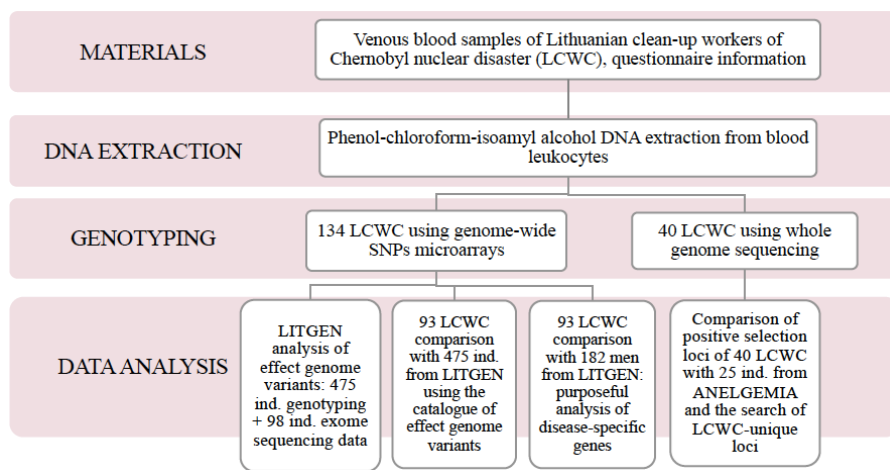 MATERIALS
Venous blood samples of Lithuanian clean-up workers of
Chernobyl nuclear disaster (LCWC), questionnaire information
DNA EXTRACTION
Phenol-chloroform-isoamyl alcohol DNA extraction from blood
leukocytes
GENOTYPING
134 LCWC using genome-wide
SNPs microarrays
40 LCWC using whole
genome sequencing
DATA ANALYSIS
LITGEN
analysis of
effect genome
variants: 475
ind. genotyping
+ 98 ind. exome
sequencing data
93 LCWC
comparison
with 475 ind.
from LITGEN
using the
catalogue of
effect genome
variants
93 LCWC
comparison
with 182 men
from LITGEN:
purposeful
analysis of
disease-specific
genes
Comparison of
positive selection
loci of 40 LCWC
with 25 ind. from
ANELGEMIA
and the search of
LCWC-unique
loci